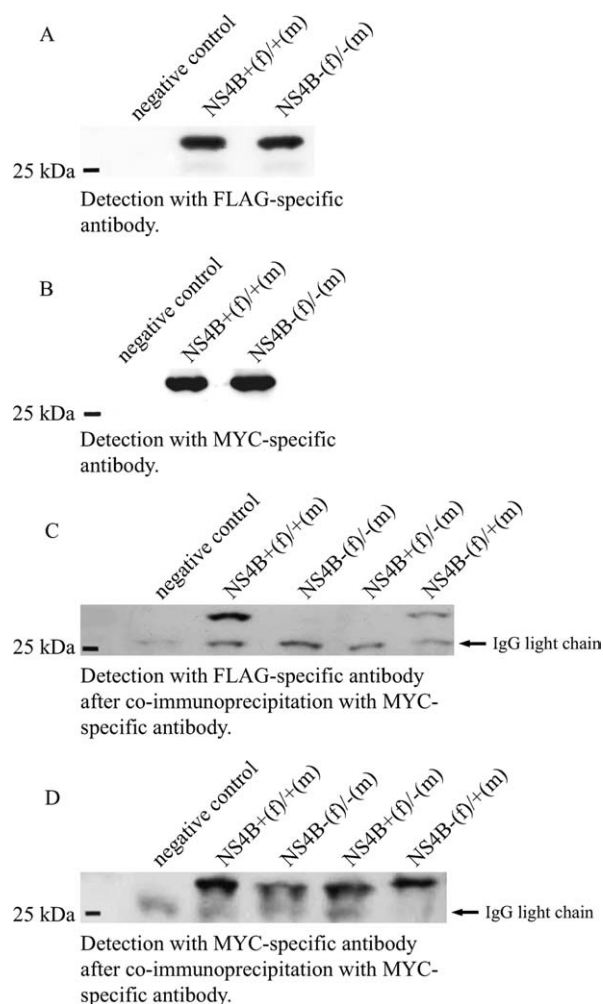 A
negative control
NS4B+(f)/+(m)
NS4B-(f)/-(m)
25 kDa
Detection with FLAG-specific
antibody.
B
negative control
NS4B+(f)/+(m)
NS4B-(f)/-(m)
25 kDa
Detection with MYC-specific
antibody.
C
negative control
NS4B+(f)/+(m)
NS4B-(f)/-(m)
NS4B+(f)/-(m)
NS4B-(f)/+(m)
25 kDa
IgG light chain
Detection with FLAG-specific antibody
after co-immunoprecipitation with MYC-
specific antibody.
D
negative control
NS4B+(f)/+(m)
NS4B-(f)/-(m)
NS4B+(f)/-(m)
NS4B-(f)/+(m)
25 kDa
IgG light chain
Detection with MYC-specific antibody
after co-immunoprecipitation with MYC-
specific antibody.